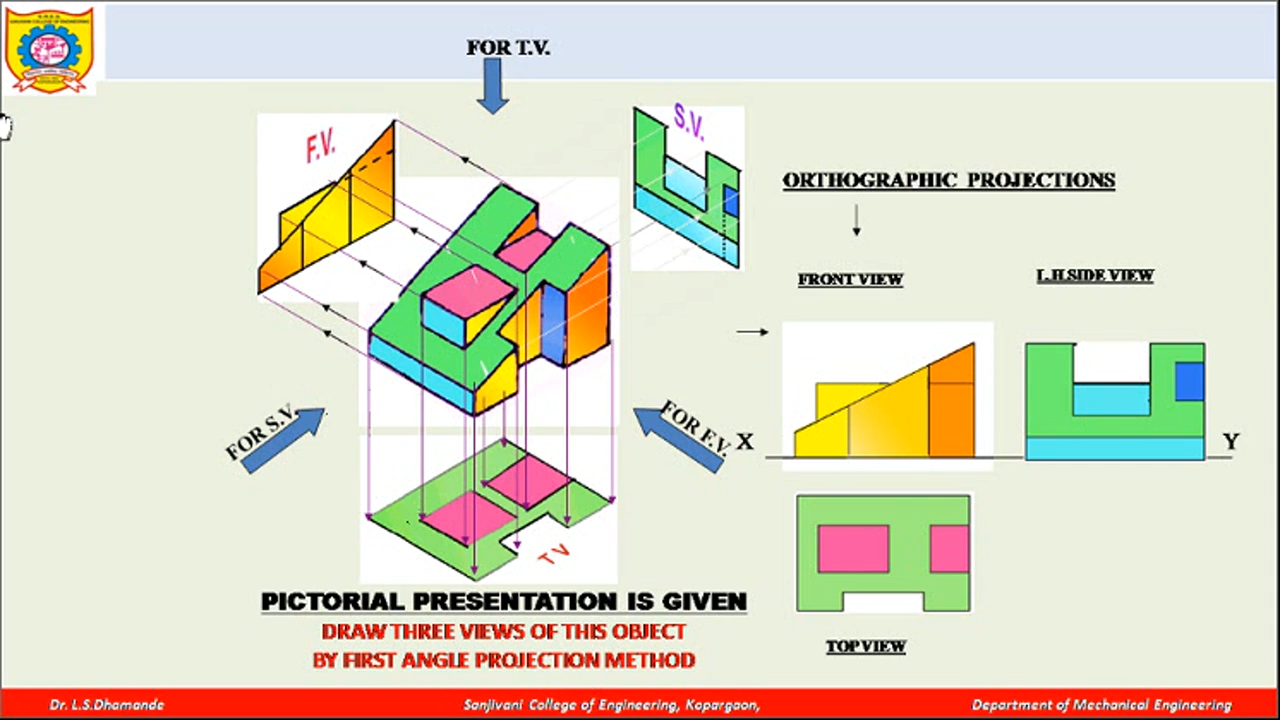 FOR T.V.
F.V.
S.V.
ORTHOGRAPHIC PROJECTIONS
FRONT VIEW
L.H.SIDE VIEW
FOR S.V.
FOR F.V.
X
Y
T V
PICTORIAL PRESENTATION IS GIVEN
DRAW THREE VIEWS OF THIS OBJECT
BY FIRST ANGLE PROJECTION METHOD
TOP VIEW
Dr. L.S.Dhamande
Sanjivani College of Engineering, Kopargaon,
Department of Mechanical Engineering